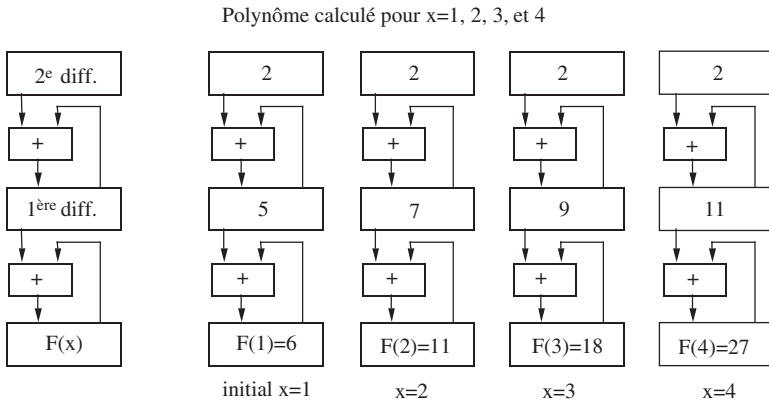 Polynôme calculé pour x=1, 2, 3, et 4
2e diff. 2 2 2 2
+ + + + +
1ère diff. 5 7 9 11
+ + + + +
F(x) F(1)=6 F(2)=11 F(3)=18 F(4)=27
initial x=1 x=2 x=3 x=4